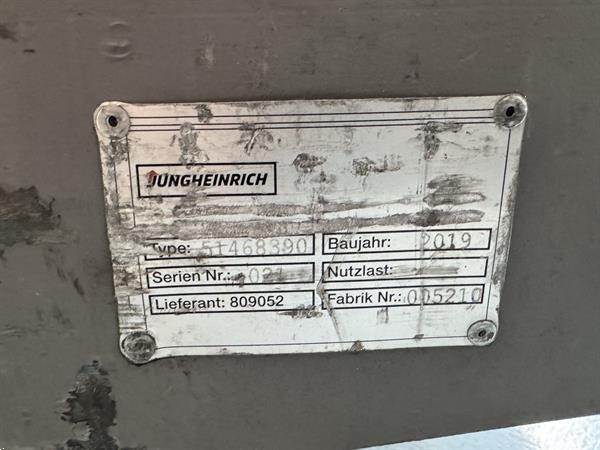 JUNGHEINRICH
Type: 51468390
Baujahr: 2019
Serien Nr.:
Nutzlast:
Lieferant: 809052
Fabrik Nr.: 005210